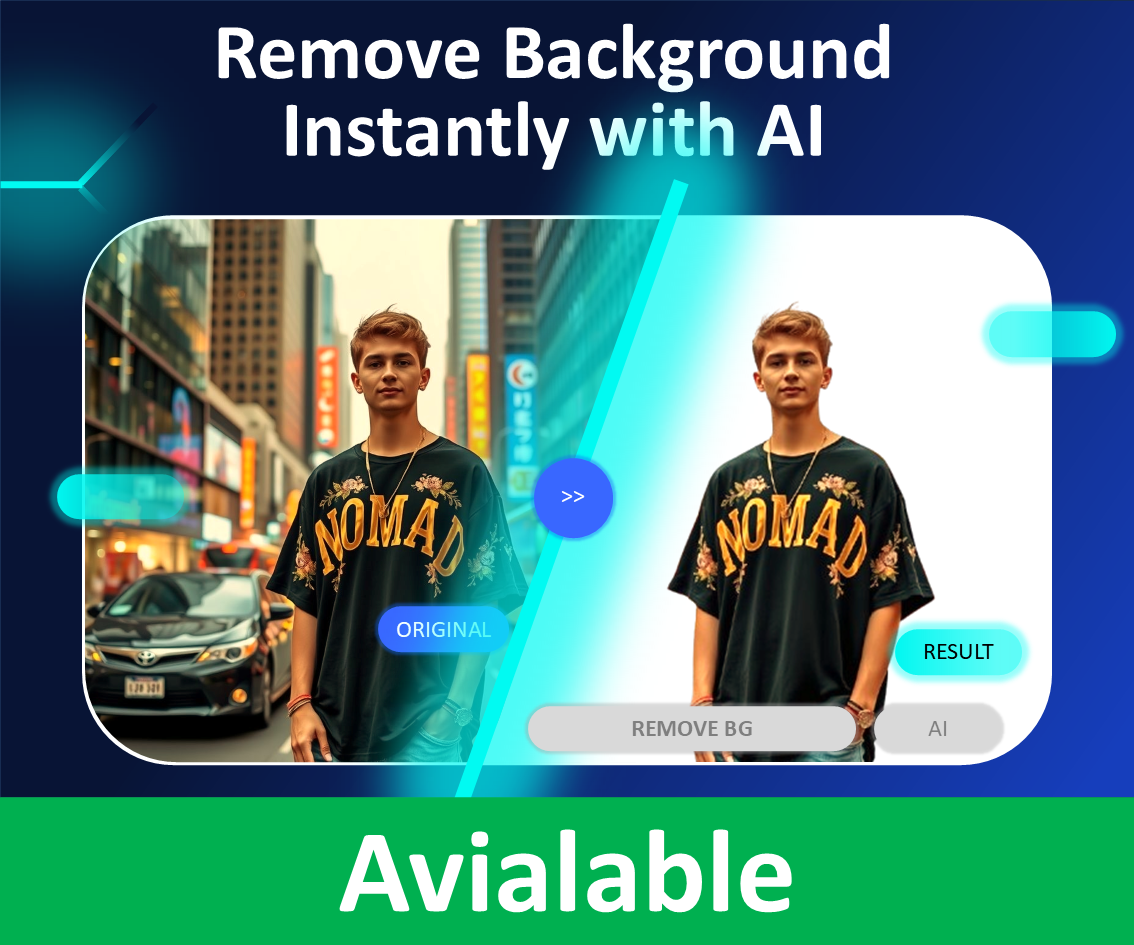 Remove Background
Instantly with AI
NOMAD
NOMAD
>>
ORIGINAL
RESULT
REMOVE BG
AI
Avialable